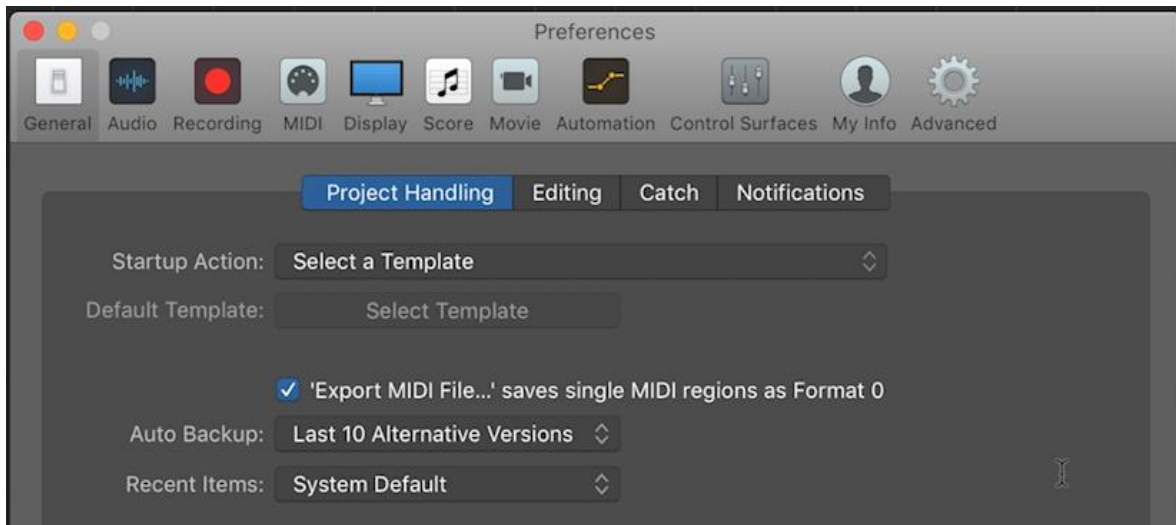 Preferences
General Audio Recording MIDI Display Score Movie Automation Control Surfaces My Info Advanced
Project Handling Editing Catch Notifications
Startup Action: Select a Template
Default Template: Select Template
'Export MIDI File...' saves single MIDI regions as Format 0
Auto Backup: Last 10 Alternative Versions
Recent Items: System Default